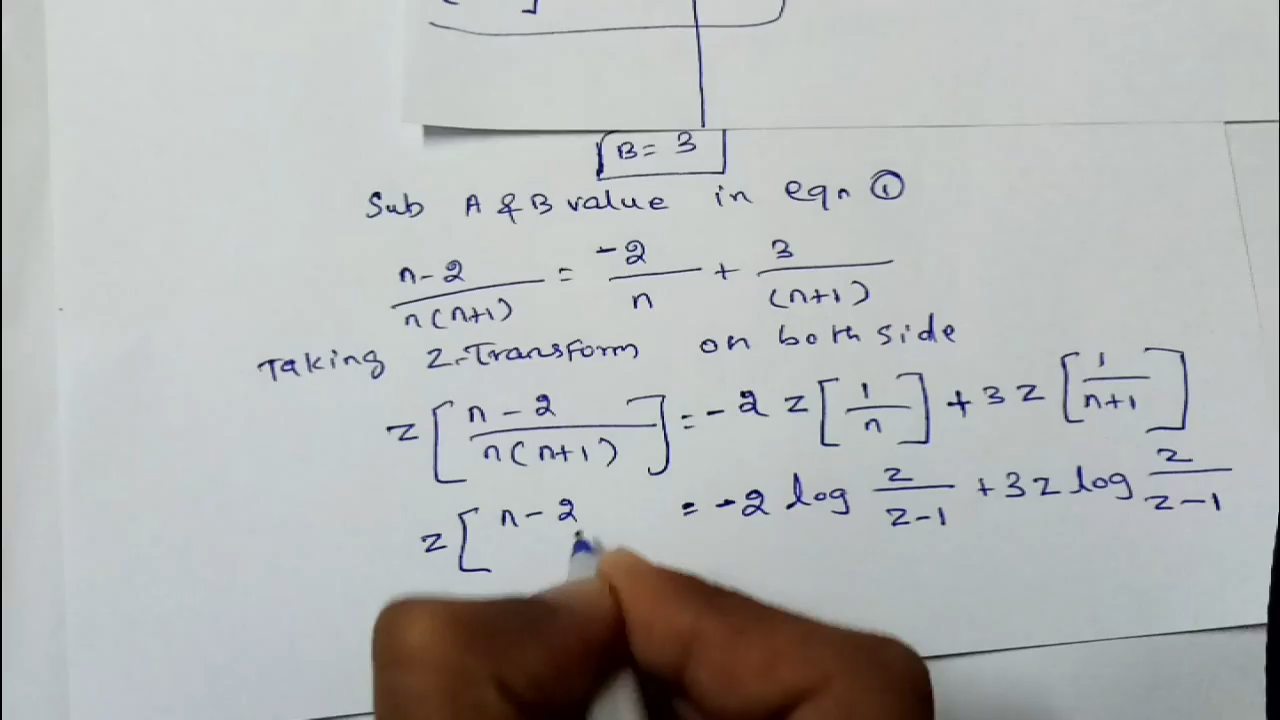 B = 3
Sub A & B value in eqn ①
n-2 / n(n+1) = -2 / n + 3 / (n+1)
Taking Z-Transform on both side
z[n-2 / n(n+1)] = -2 z[1 / n] + 3 z[1 / n+1]
z[n-2 = -2 log z / z-1 + 3z log z / z-1